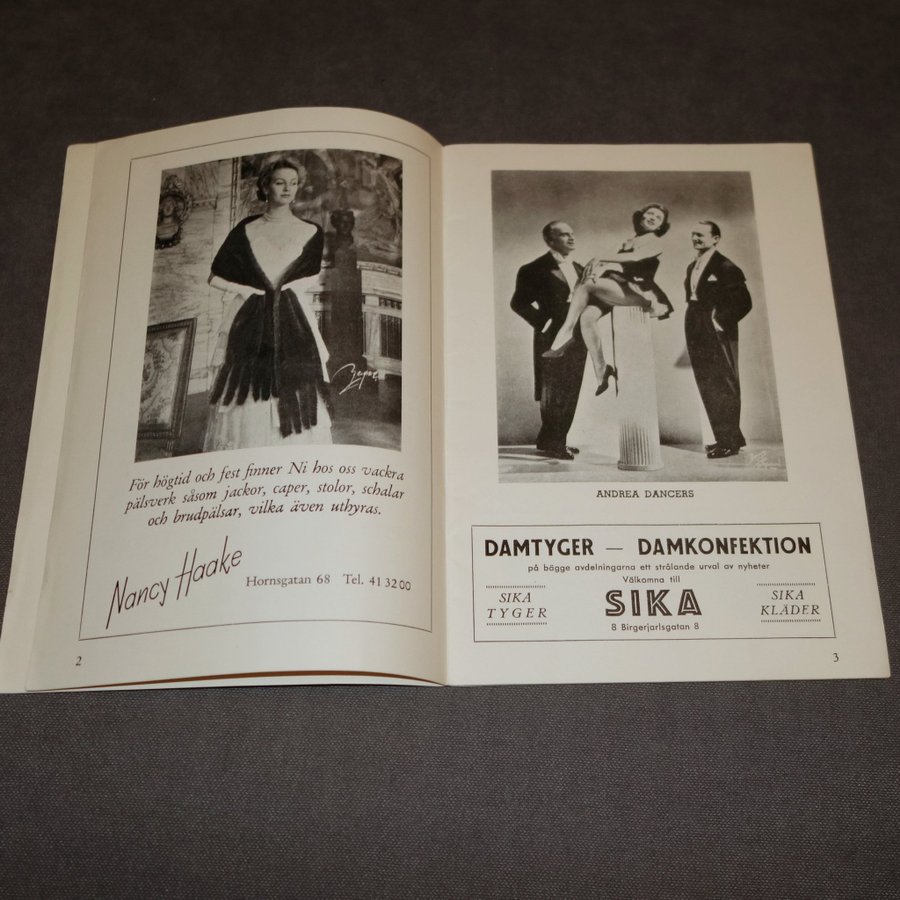 För högtid och fest finner Ni hos oss vackra
pälsverk såsom jackor, caper, stolor, schalar
och brudpälsar, vilka även uthyras.
Nancy Haake
Hornsgatan 68 Tel. 41 32 00
2
ANDREA DANCERS
DAMTYGER — DAMKONFEKTION
på bägge avdelningarna ett strålande urval av nyheter
Välkomna till
SIKA
TYGER
SIKA
SIKA
KLÄDER
8 Birgerjarlsgatan 8
3